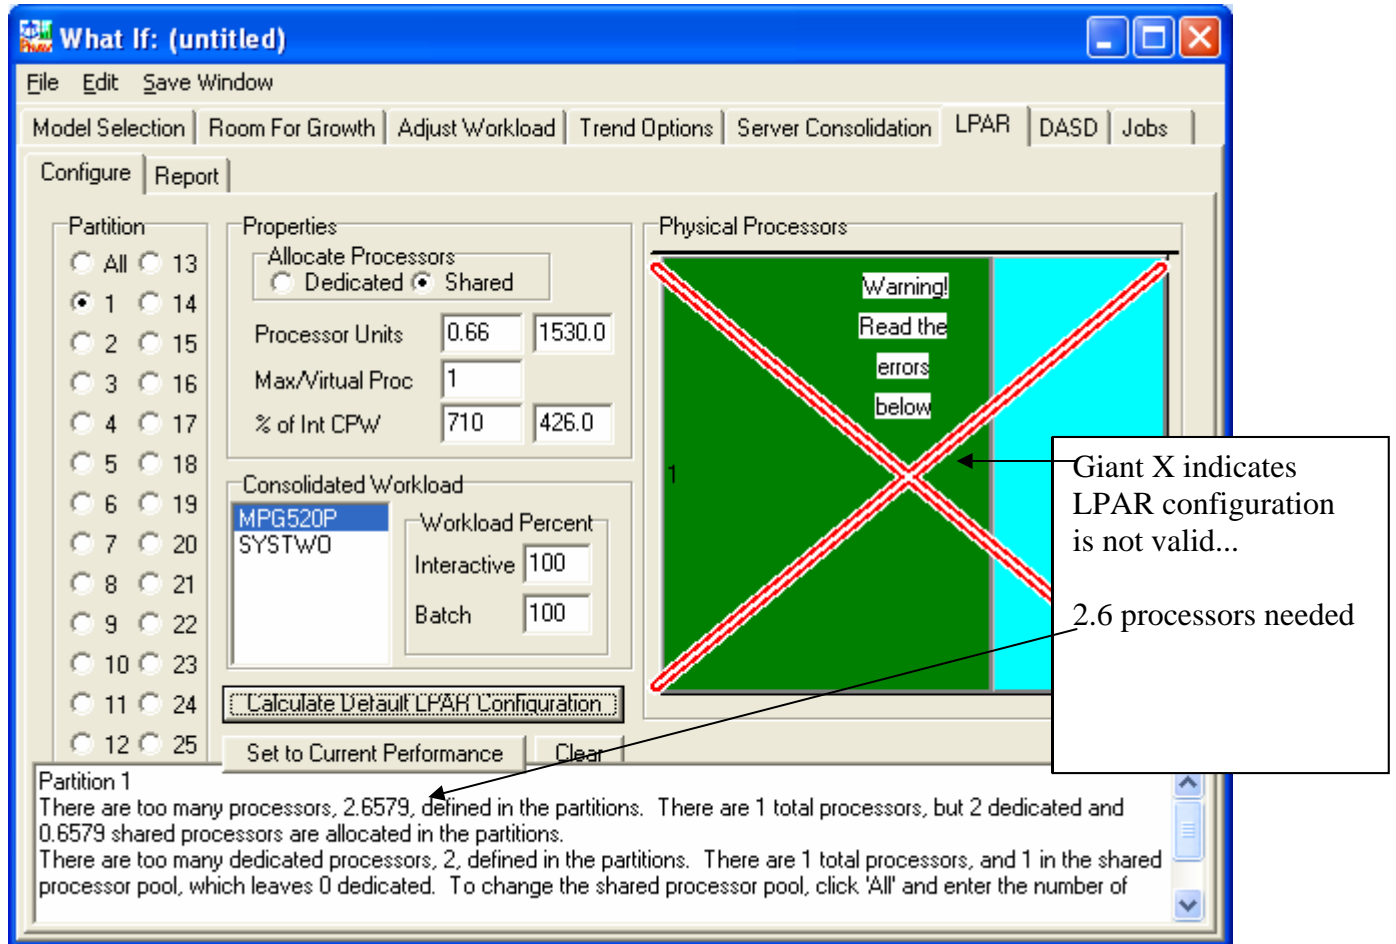 What If: (untitled)
File Edit Save Window
Model Selection Room For Growth Adjust Workload Trend Options Server Consolidation LPAR DASD Jobs
Configure Report
Partition
All 13
1 14
2 15
3 16
4 17
5 18
6 19
7 20
8 21
9 22
10 23
11 24
12 25
Properties
Allocate Processors
Dedicated Shared
Processor Units 0.66 1530.0
Max/Virtual Proc 1
% of Int CPW 710 426.0
Consolidated Workload
MPG520P
SYSTWO
Workload Percent
Interactive 100
Batch 100
Calculate Default LPAR Configuration
Set to Current Performance Clear
Physical Processors
Warning!
Read the
errors
below
1
Giant X indicates
LPAR configuration
is not valid...
2.6 processors needed
Partition 1
There are too many processors, 2.6579, defined in the partitions. There are 1 total processors, but 2 dedicated and
0.6579 shared processors are allocated in the partitions.
There are too many dedicated processors, 2, defined in the partitions. There are 1 total processors, and 1 in the shared
processor pool, which leaves 0 dedicated. To change the shared processor pool, click 'All' and enter the number of